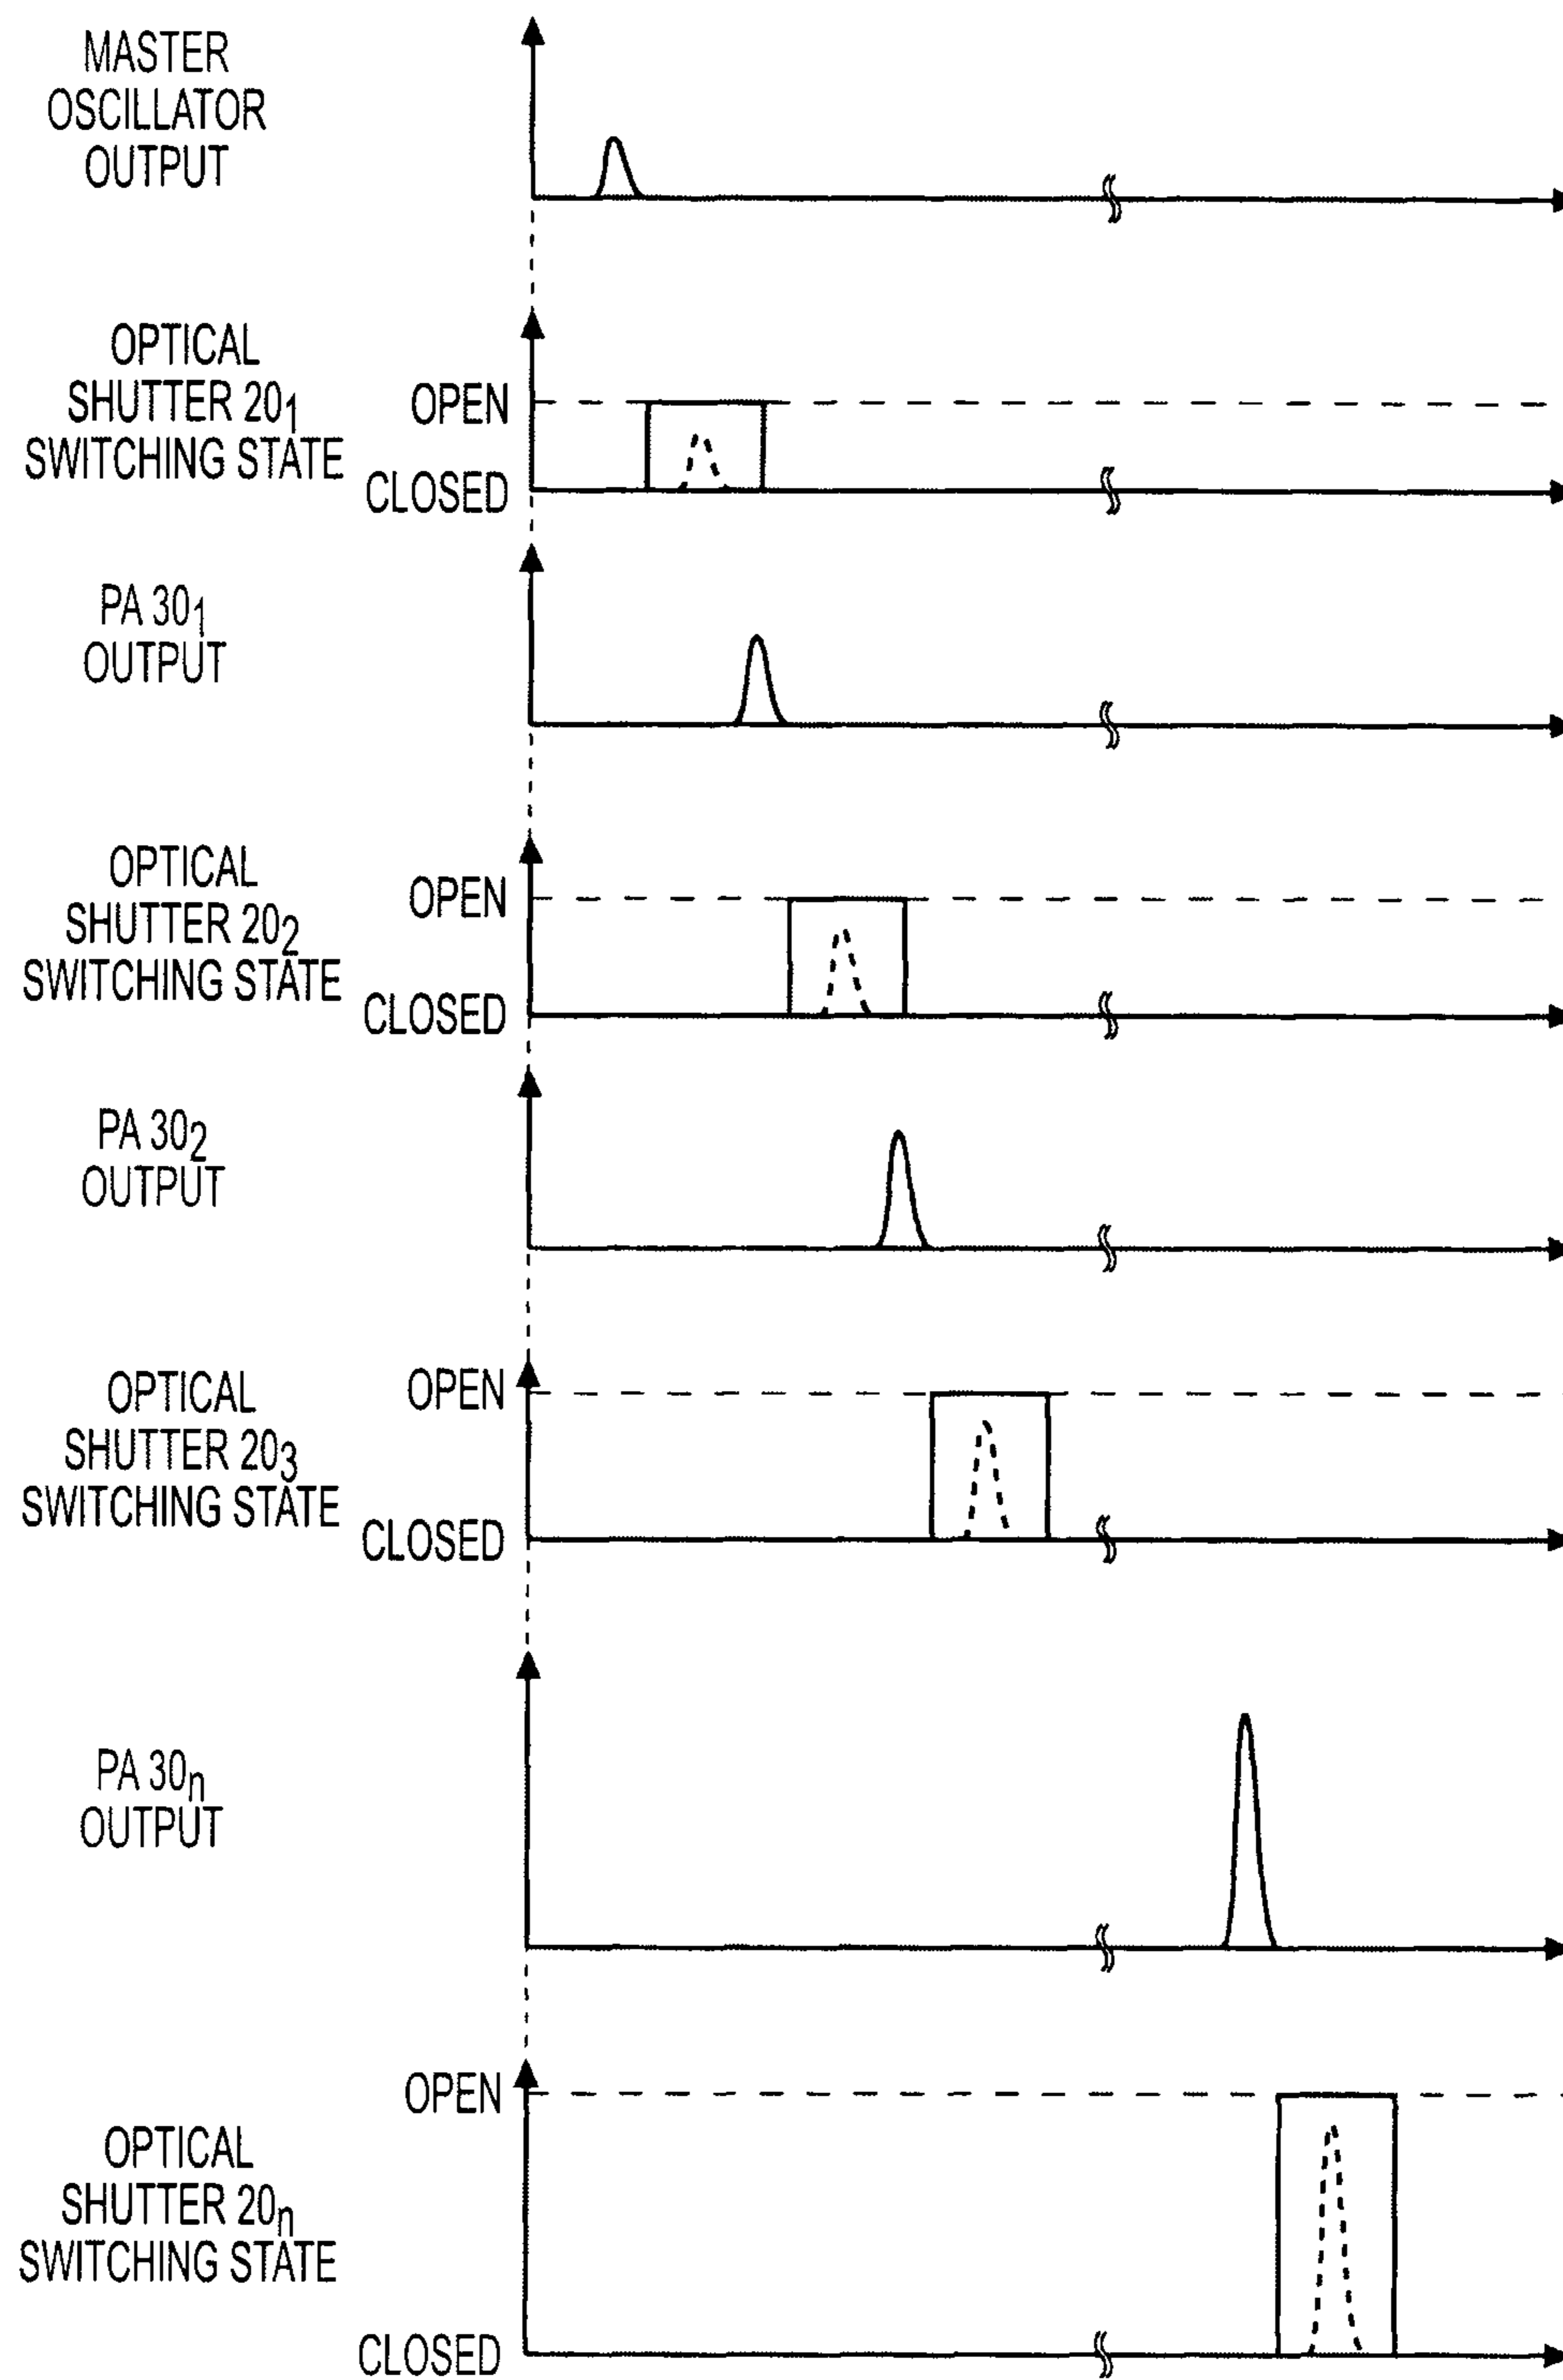 MASTER
OSCILLATOR
OUTPUT
OPTICAL
SHUTTER 20₁
SWITCHING STATE
OPEN
CLOSED
PA 30₁
OUTPUT
OPTICAL
SHUTTER 20₂
SWITCHING STATE
OPEN
CLOSED
PA 30₂
OUTPUT
OPTICAL
SHUTTER 20₃
SWITCHING STATE
OPEN
CLOSED
PA 30ₙ
OUTPUT
OPTICAL
SHUTTER 20ₙ
SWITCHING STATE
OPEN
CLOSED